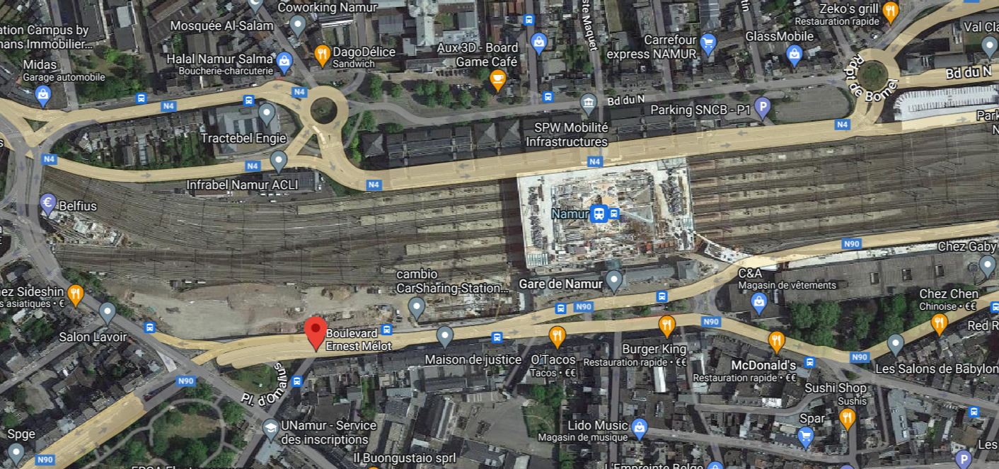 Coworking Namur
Mosquée Al-Salam
Zeko's grill
Restauration rapide
ation Campus by
mans Immobilier...
Carrefour
express NAMUR
GlassMobile
Val Cla
DagoDélice
Sandwich
Aux 3D - Board
Game Café
Halal Namur Salma
Boucherie-charcuterie
Midas
Garage automobile
Rd-pt
de Bomel
Bd du N
N4
N4
Bd du N
Parking SNCB - P1
Park
N
N4
Tractebel Engie
SPW Mobilité
Infrastructures
N4
N4
N4
N4
Infrabel Namur ACLI
Belfius
Namur
N90
Chez Gaby
cambio
CarSharing-Station...
Gare de Namur
C&A
Magasin de vêtements
hez Sideshin
s asiatiques • €
N90
Chez Chen
Chinoise • €€
Salon Lavoir
Boulevard
Ernest Mélot
N90
Red R
Maison de justice
O'Tacos
Tacos • €€
Burger King
Restauration rapide • €€
McDonald's
Restauration rapide • €€
N90
Les Salons de Babylon
N90
Pl. d'Omalius
Sushi Shop
Sushis
UNamur - Service
des inscriptions
Lido Music
Magasin de musique
Spar
Spge
N90
Il Buongustaio sprl
Les
L'Empreinte Belge